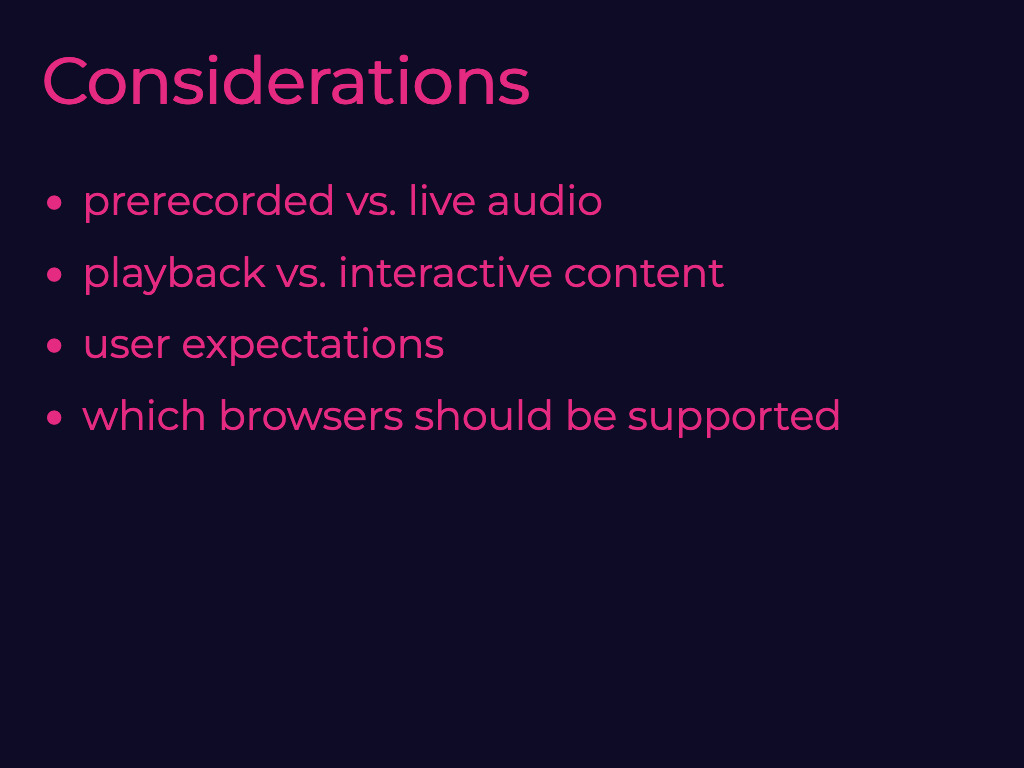 Considerations
• prerecorded vs. live audio
• playback vs. interactive content
• user expectations
• which browsers should be supported